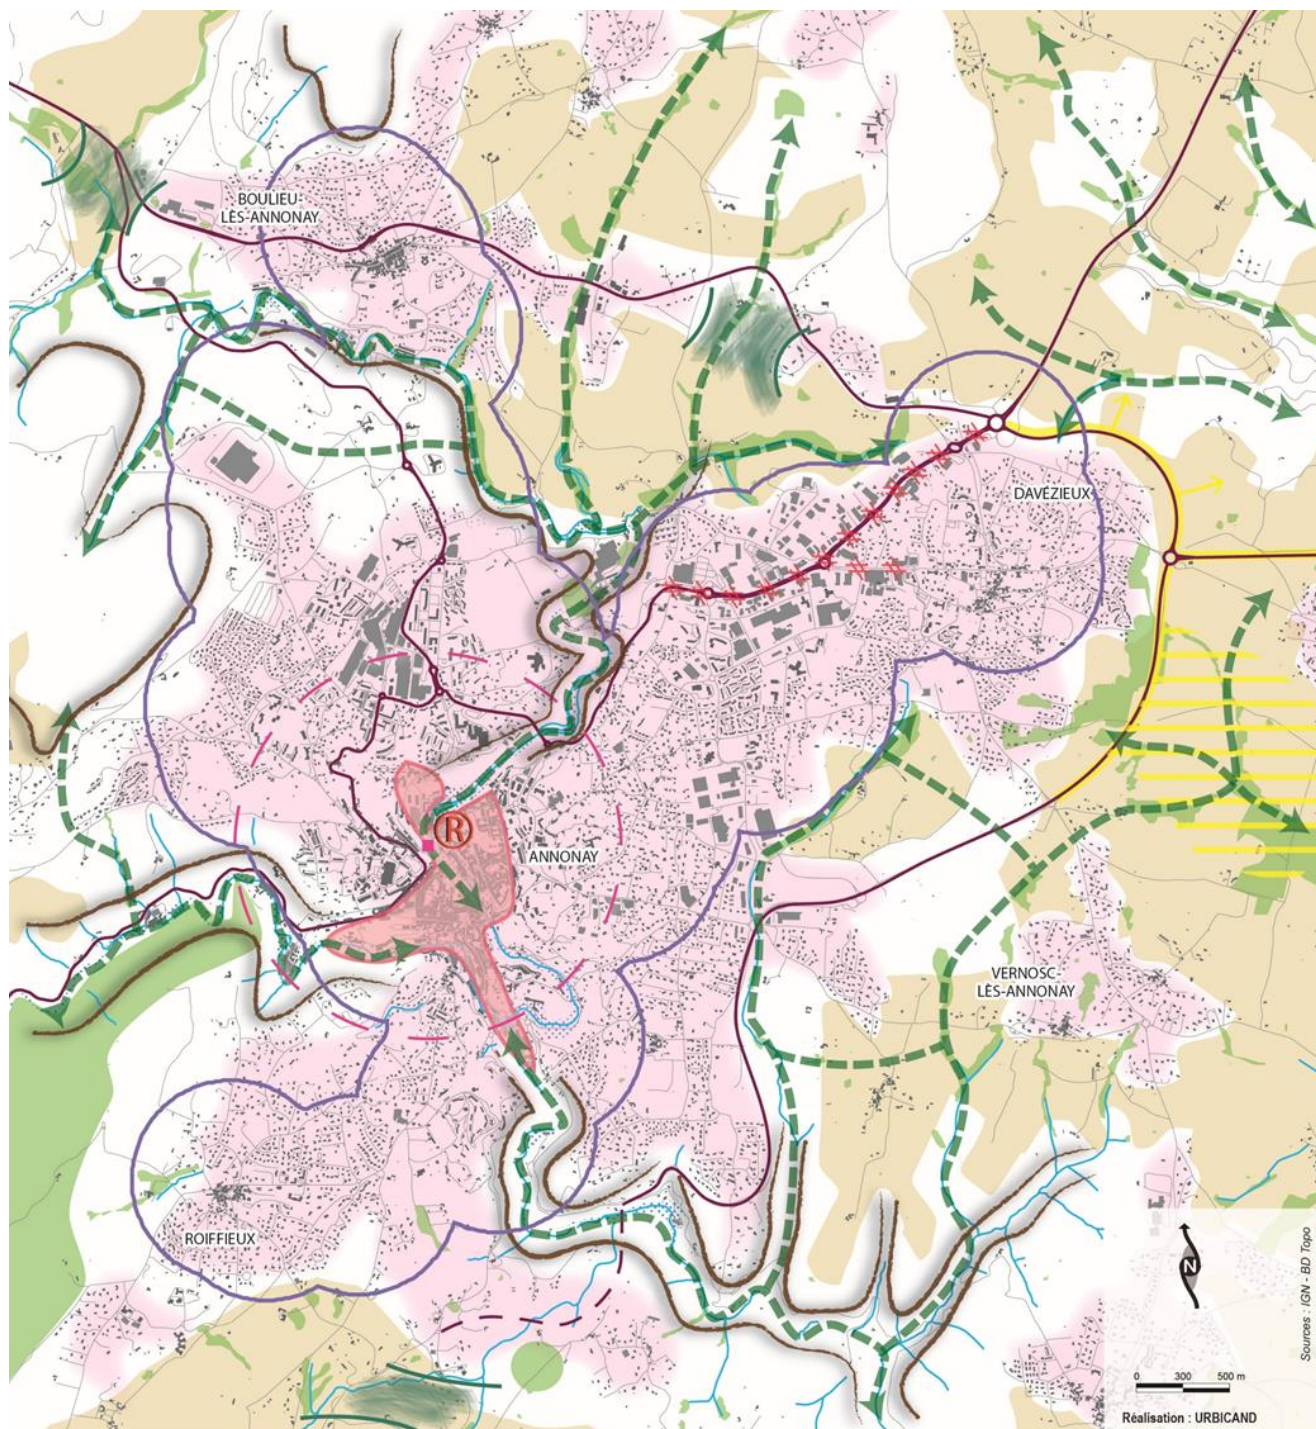 BOULIEU-
LÈS-ANNONAY
DAVÉZIEUX
R
ANNONAY
VERNOSC-
LÈS-ANNONAY
ROIFFIEUX
N
Sources : IGN - BD Topo
0 300 500 m
Réalisation : URBICAND